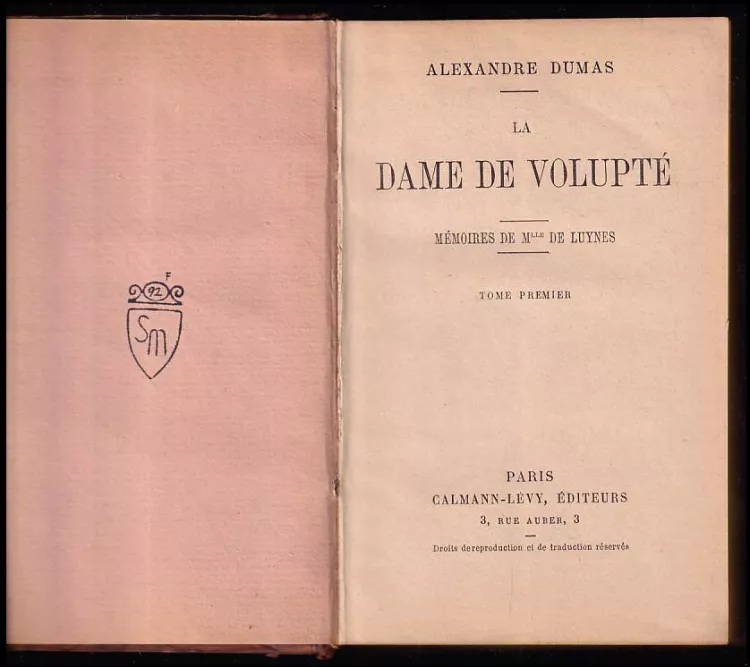 F
92
SM
ALEXANDRE DUMAS
LA
DAME DE VOLUPTÉ
MÉMOIRES DE MLLE DE LUYNES
TOME PREMIER
PARIS
CALMANN-LÉVY, ÉDITEURS
3, RUE AUBER, 3
Droits de reproduction et de traduction réservés